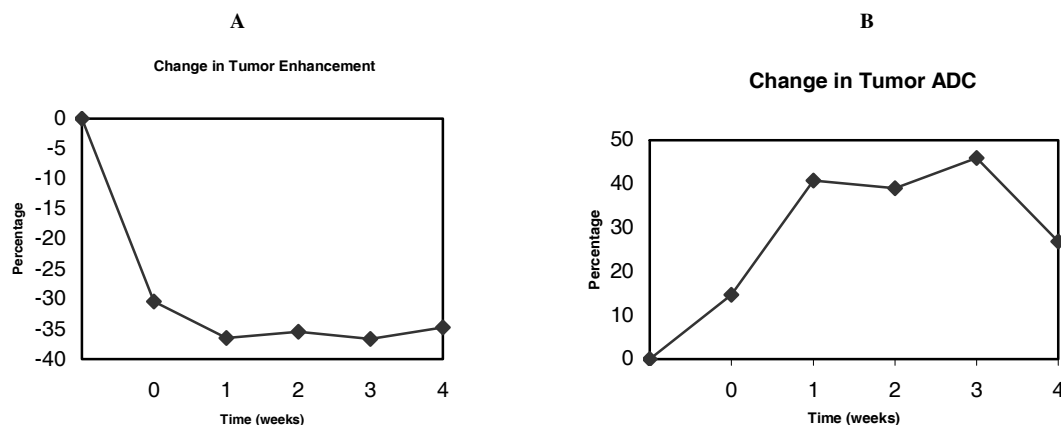 A
Change in Tumor Enhancement
Percentage
0
-5
-10
-15
-20
-25
-30
-35
-40
0 1 2 3 4
Time (weeks)
B
Change in Tumor ADC
Percentage
50
40
30
20
10
0
0 1 2 3 4
Time (weeks)